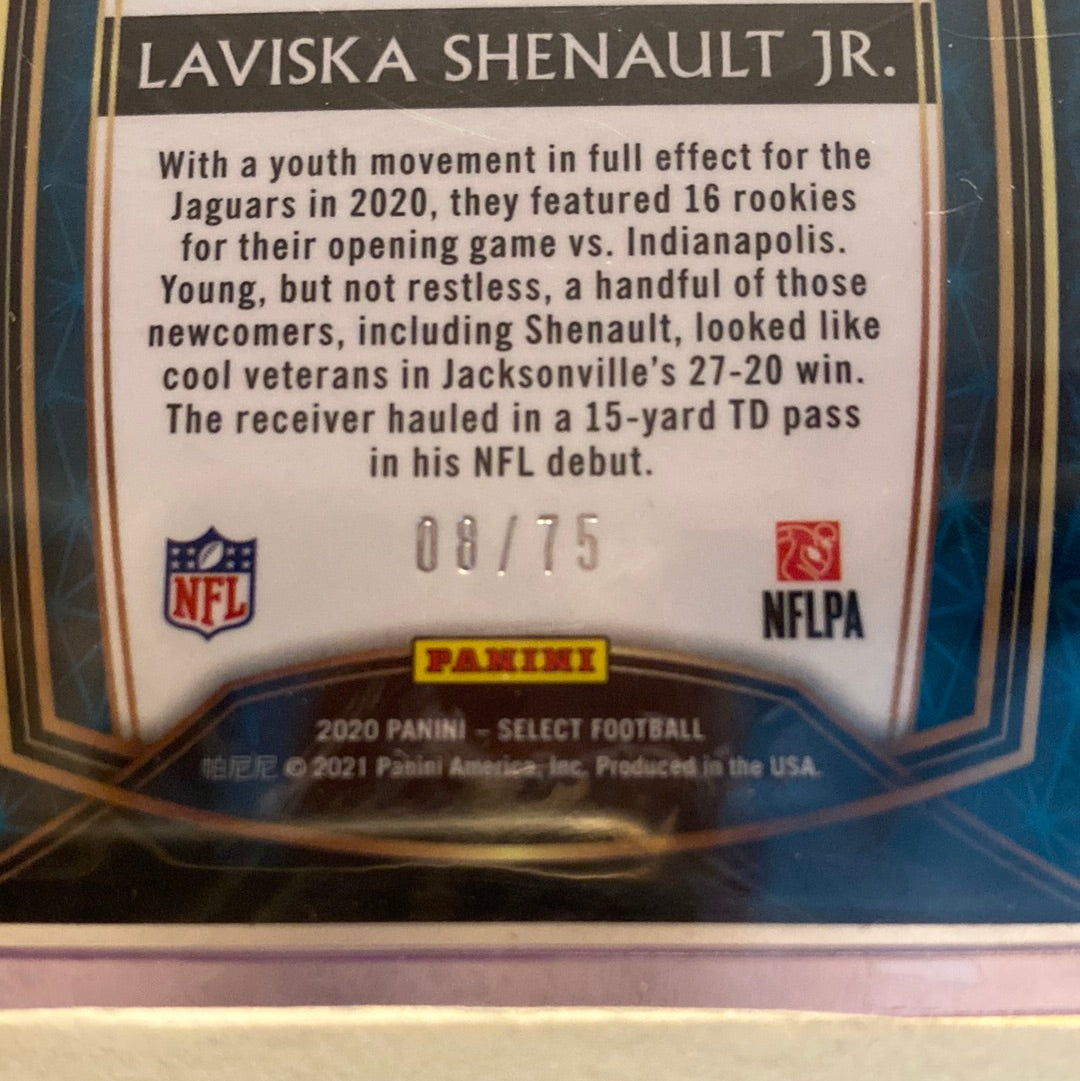 LAVISKA SHENAULT JR.
With a youth movement in full effect for the
Jaguars in 2020, they featured 16 rookies
for their opening game vs. Indianapolis.
Young, but not restless, a handful of those
newcomers, including Shenault, looked like
cool veterans in Jacksonville's 27-20 win.
The receiver hauled in a 15-yard TD pass
in his NFL debut.
08/75
NFL
NFLPA
PANINI
2020 PANINI – SELECT FOOTBALL
帕尼尼 © 2021 Panini America, Inc. Produced in the USA.